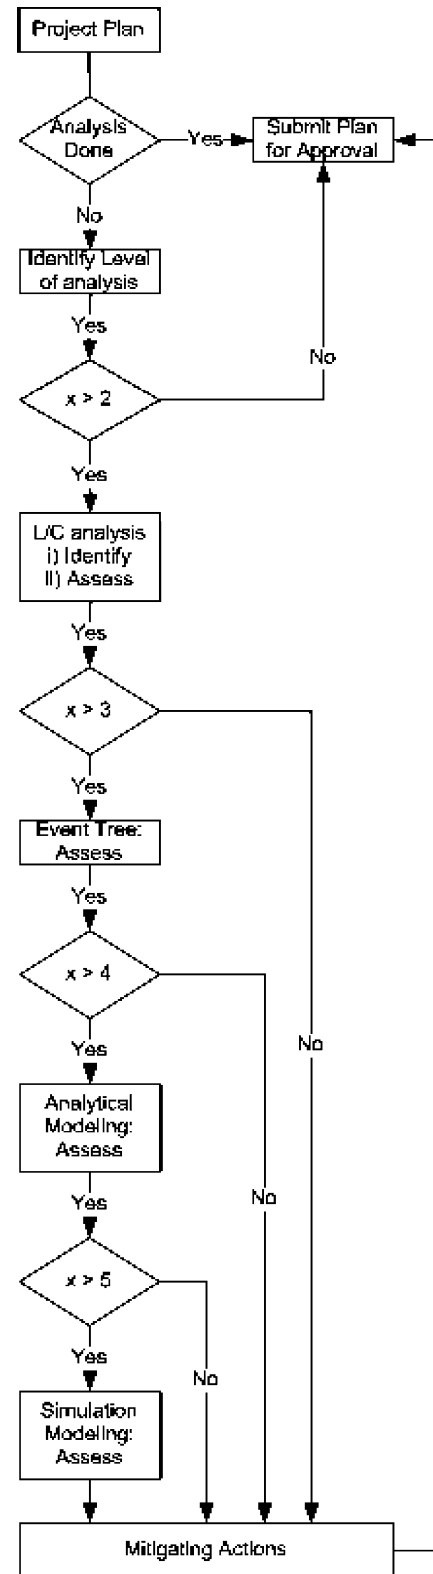 Project Plan
Analysis
Done
Yes
Submit Plan
for Approval
No
Identify Level
of analysis
Yes
No
x > 2
Yes
L/C analysis
i) Identify
ii) Assess
Yes
x > 3
Yes
Event Tree:
Assess
Yes
x > 4
No
Yes
Analytical
Modeling:
Assess
No
Yes
x > 5
Yes
No
Simulation
Modeling:
Assess
Mitigating Actions